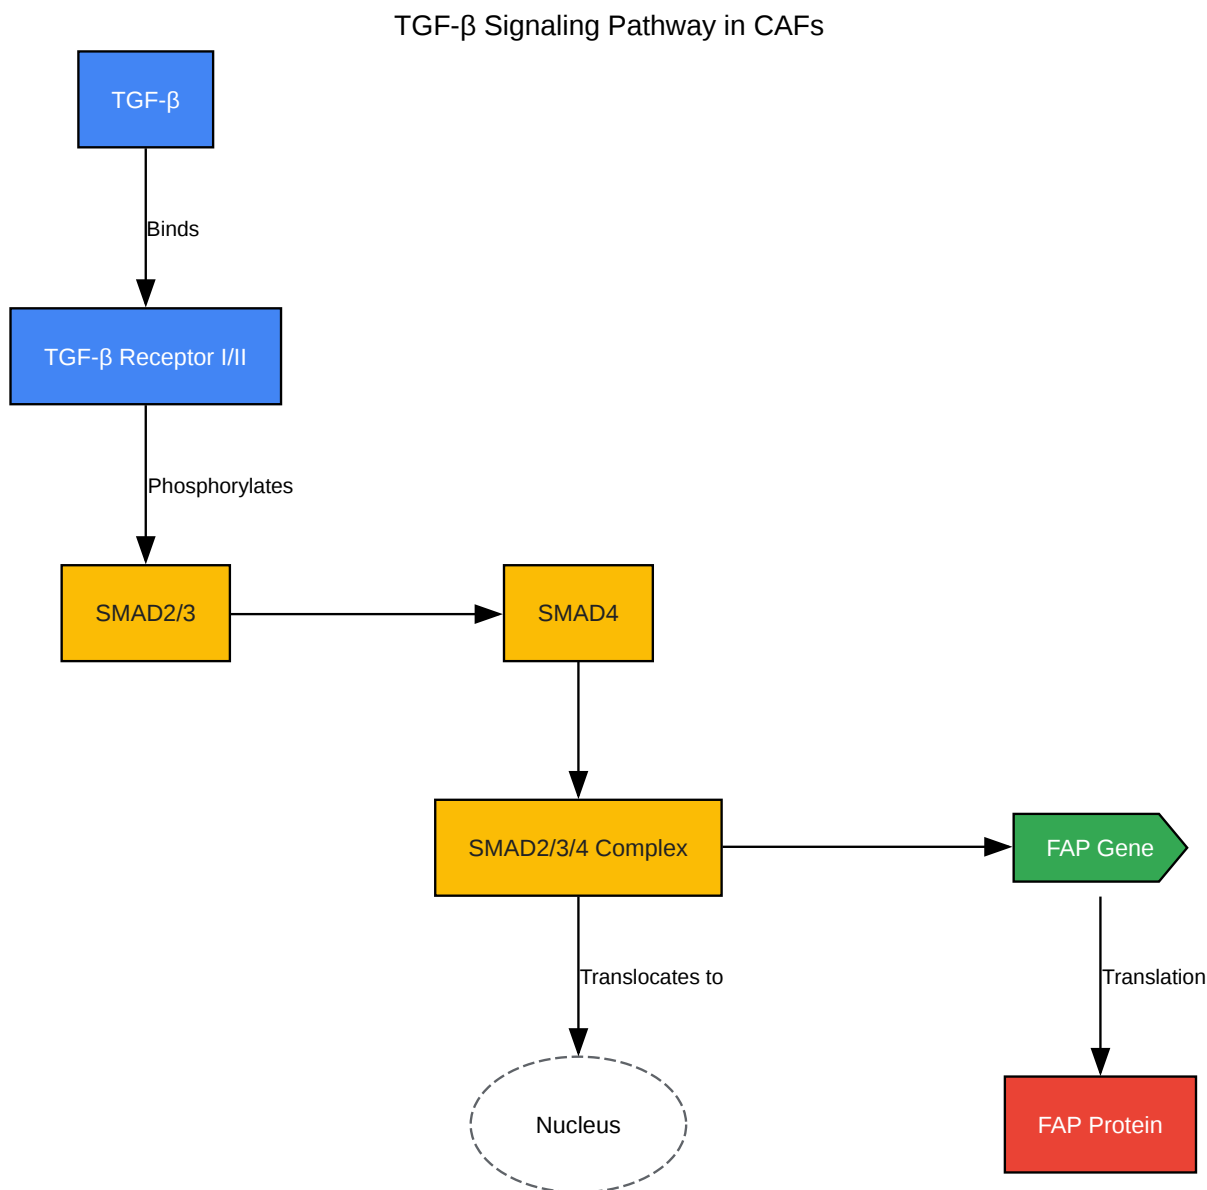 TGF-β Signaling Pathway in CAFs
TGF-β
Binds
TGF-β Receptor I/II
Phosphorylates
SMAD2/3
SMAD4
SMAD2/3/4 Complex
FAP Gene
Translocates to
Translation
Nucleus
FAP Protein